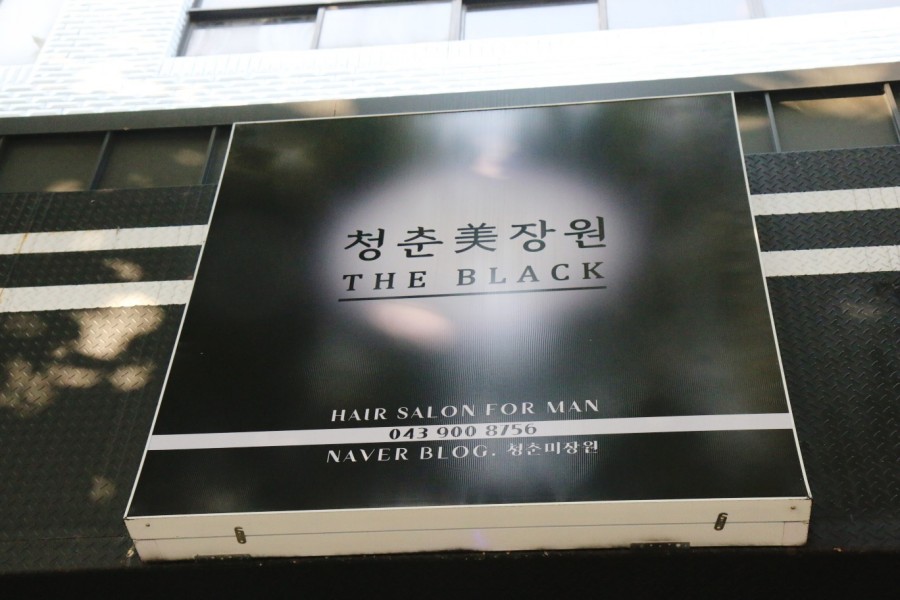 청춘美장원
THE BLACK
HAIR SALON FOR MAN
043 900 8756
NAVER BLOG. 청춘미장원